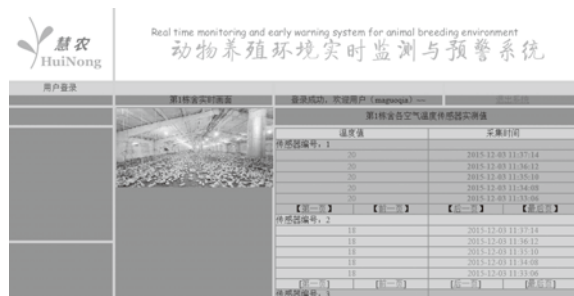 慧农
HuiNong
Real time monitoring and early warning system for animal breeding environment
动物养殖环境实时监测与预警系统
用户登录
第1栋舍实时画面
登录成功，欢迎用户（maguoqia）—
退出系统
第1栋舍各空气温度传感器实测值
温度值 采集时间
传感器编号：1
20 2015-12-03 11:37:14
20 2015-12-03 11:36:12
20 2015-12-03 11:35:10
20 2015-12-03 11:34:08
20 2015-12-03 11:33:06
【第一页】 【前一页】 【后一页】 【最后页】
传感器编号：2
18 2015-12-03 11:37:14
18 2015-12-03 11:36:12
18 2015-12-03 11:35:10
18 2015-12-03 11:34:08
18 2015-12-03 11:33:06
[第一页] [前一页] [后一页] [最后页]
传感器编号：3